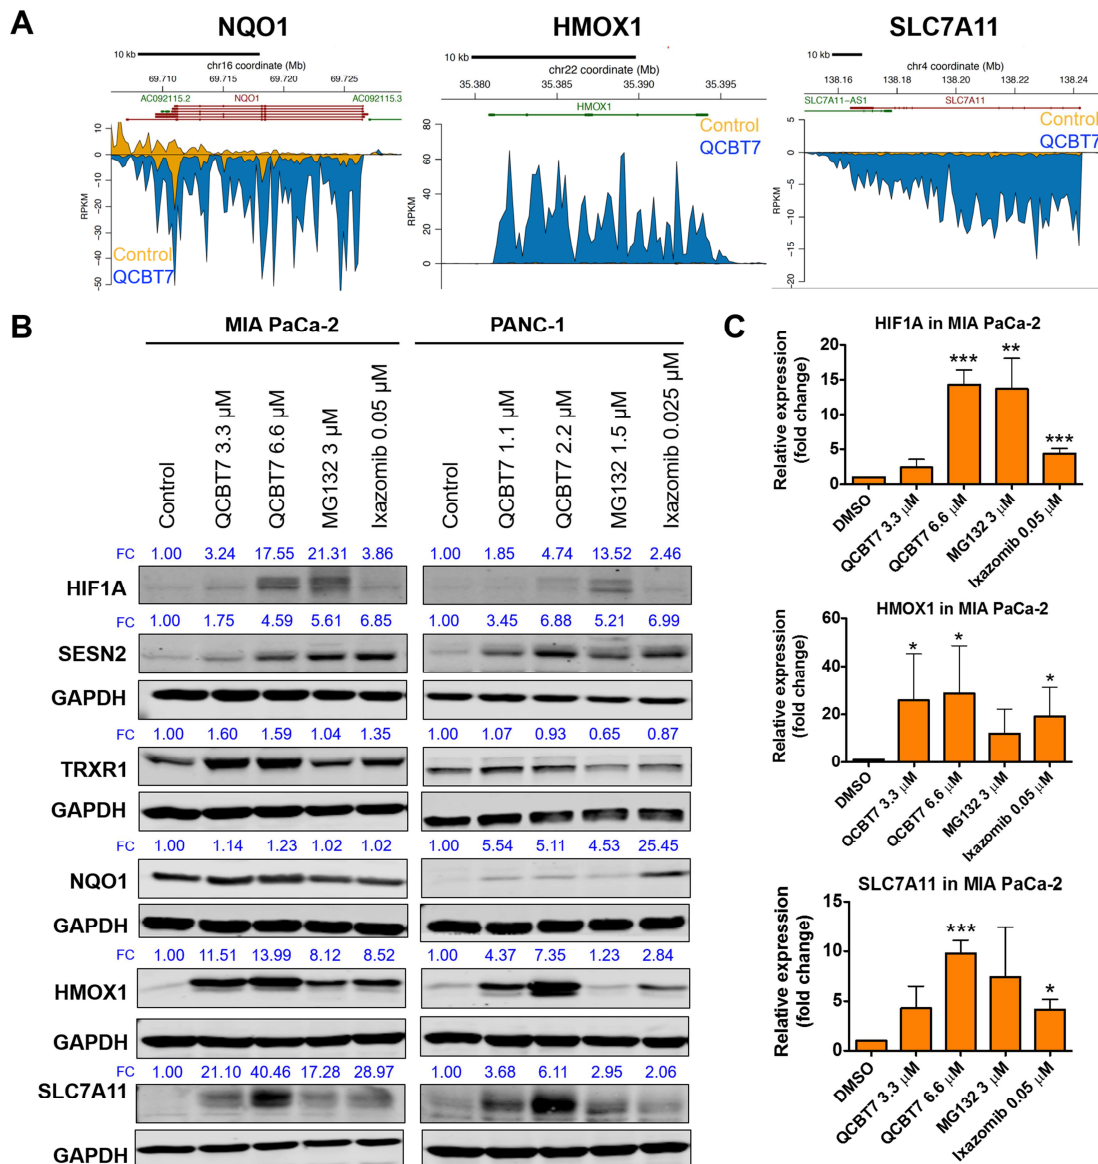 A
NQO1
HMOX1
SLC7A11
10 kb
chr16 coordinate (Mb)
69.710 69.715 69.720 69.725
AC092115.2 NQO1 AC092115.3
10
0
-10
-20
-30
-40
-50
RPKM
Control
QCBT7
10 kb
chr22 coordinate (Mb)
35.380 35.385 35.390 35.395
HMOX1
Control
QCBT7
80
60
40
20
0
RPKM
10 kb
chr4 coordinate (Mb)
138.16 138.18 138.20 138.22 138.24
SLC7A11-AS1 SLC7A11
Control
QCBT7
5
0
-5
-10
-15
-20
RPKM
B
MIA PaCa-2 PANC-1
Control
QCBT7 3.3 µM
QCBT7 6.6 µM
MG132 3 µM
Ixazomib 0.05 µM
Control
QCBT7 1.1 µM
QCBT7 2.2 µM
MG132 1.5 µM
Ixazomib 0.025 µM
FC 1.00 3.24 17.55 21.31 3.86 1.00 1.85 4.74 13.52 2.46
HIF1A
FC 1.00 1.75 4.59 5.61 6.85 1.00 3.45 6.88 5.21 6.99
SESN2
GAPDH
FC 1.00 1.60 1.59 1.04 1.35 1.00 1.07 0.93 0.65 0.87
TRXR1
GAPDH
FC 1.00 1.14 1.23 1.02 1.02 1.00 5.54 5.11 4.53 25.45
NQO1
GAPDH
FC 1.00 11.51 13.99 8.12 8.52 1.00 4.37 7.35 1.23 2.84
HMOX1
GAPDH
FC 1.00 21.10 40.46 17.28 28.97 1.00 3.68 6.11 2.95 2.06
SLC7A11
GAPDH
C
HIF1A in MIA PaCa-2
Relative expression
(fold change)
20
15
10
5
0
*** ** ***
DMSO
QCBT7 3.3 µM
QCBT7 6.6 µM
MG132 3 µM
Ixazomib 0.05 µM
HMOX1 in MIA PaCa-2
Relative expression
(fold change)
60
40
20
0
* * *
DMSO
QCBT7 3.3 µM
QCBT7 6.6 µM
MG132 3 µM
Ixazomib 0.05 µM
SLC7A11 in MIA PaCa-2
Relative expression
(fold change)
15
10
5
0
*** *
DMSO
QCBT7 3.3 µM
QCBT7 6.6 µM
MG132 3 µM
Ixazomib 0.05 µM